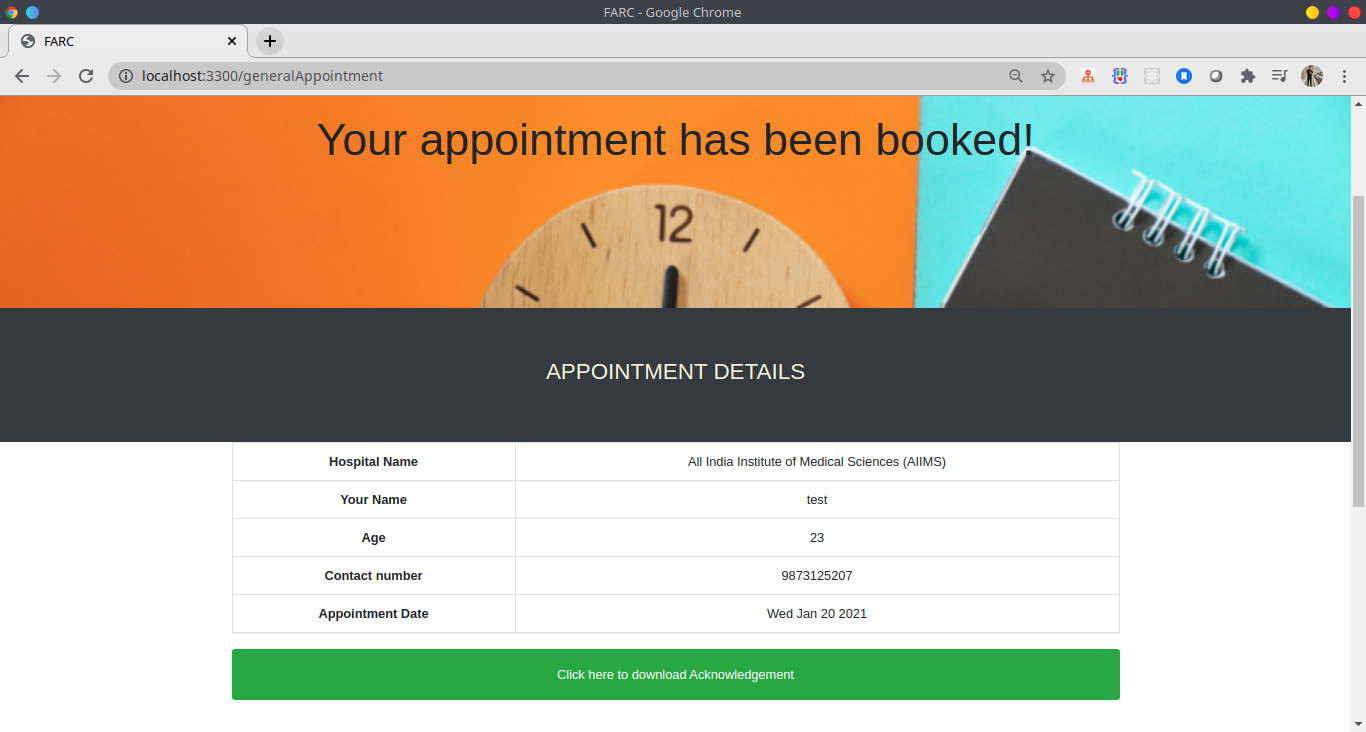 FARC - Google Chrome
FARC
localhost:3300/generalAppointment
Your appointment has been booked!
12
APPOINTMENT DETAILS
Hospital Name All India Institute of Medical Sciences (AIIMS)
Your Name test
Age 23
Contact number 9873125207
Appointment Date Wed Jan 20 2021
Click here to download Acknowledgement